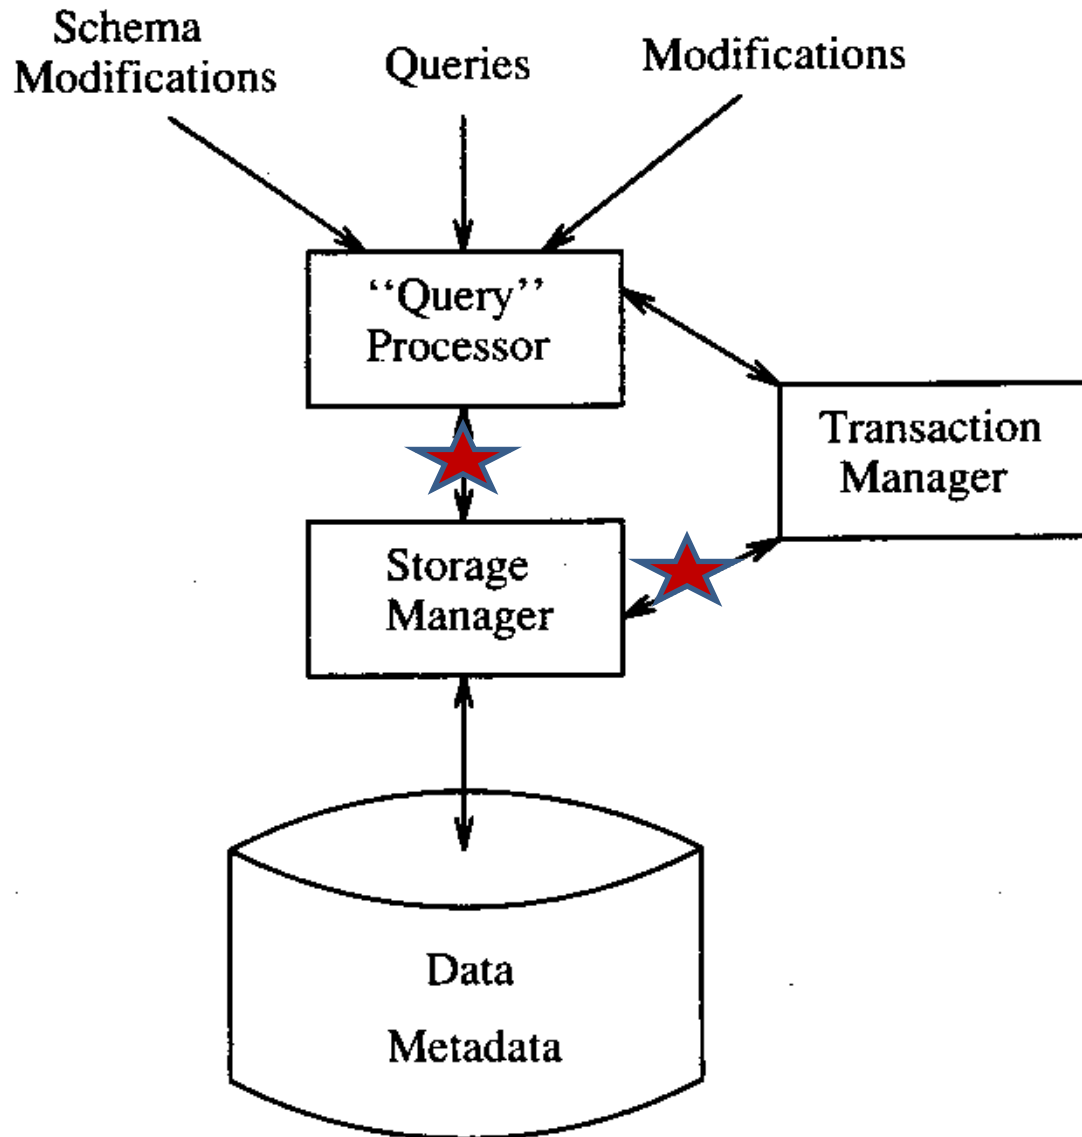 Schema
Modifications
Queries
Modifications
‘‘Query’’
Processor
Transaction
Manager
Storage
Manager
Data
Metadata